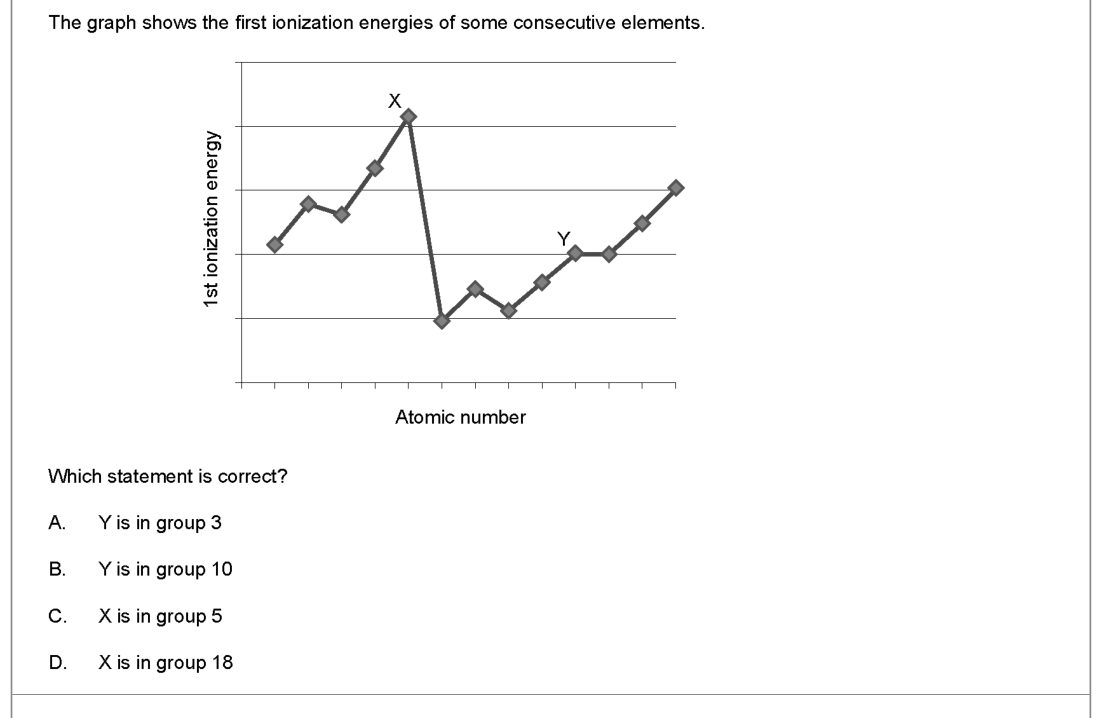 The graph shows the first ionization energies of some consecutive elements.
X
Y
1st ionization energy
Atomic number
Which statement is correct?
A. Y is in group 3
B. Y is in group 10
C. X is in group 5
D. X is in group 18